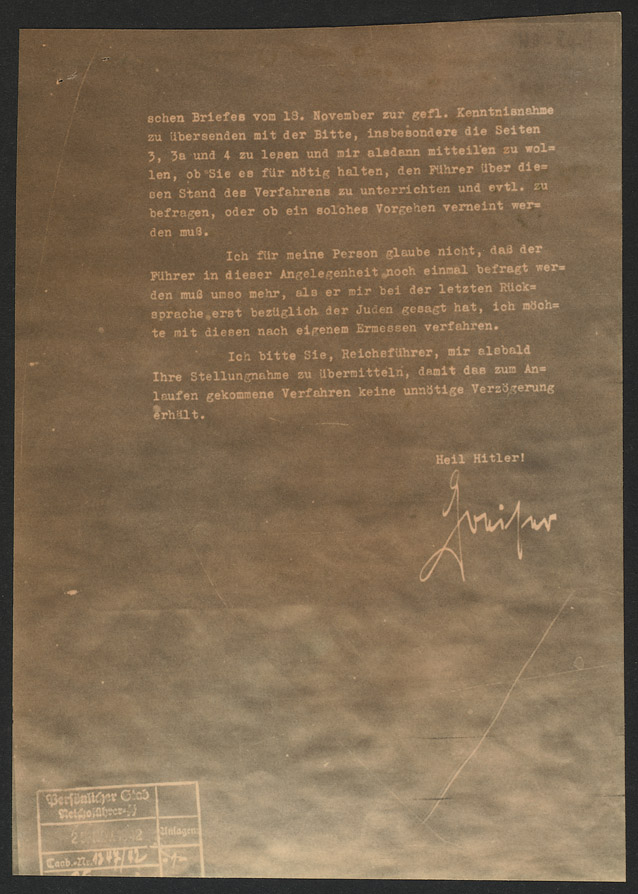 schen Briefes vom 18. November zur gefl. Kenntnisnahme
zu übersenden mit der Bitte, insbesondere die Seiten
3, 3a und 4 zu lesen und mir alsdann mitteilen zu wol=
len, ob Sie es für nötig halten, den Führer über die=
sen Stand des Verfahrens zu unterrichten und evtl. zu
befragen, oder ob ein solches Vorgehen verneint wer=
den muß.
Ich für meine Person glaube nicht, daß der
Führer in dieser Angelegenheit noch einmal befragt wer=
den muß umso mehr, als er mir bei der letzten Rück=
sprache erst bezüglich der Juden gesagt hat, ich möch=
te mit diesen nach eigenem Ermessen verfahren.
Ich bitte Sie, Reichsführer, mir alsbald
Ihre Stellungnahme zu übermitteln, damit das zum An=
laufen gekommene Verfahren keine unnötige Verzögerung
erhält.
Heil Hitler!
Greiser
Persönlicher Stab
Reichsführer-SS
1942 Anlagen:
Tagb.-Nr.